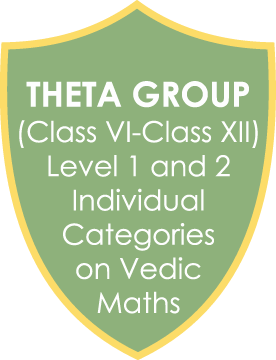 THETA GROUP
(Class VI-Class XII)
Level 1 and 2
Individual
Categories
on Vedic
Maths